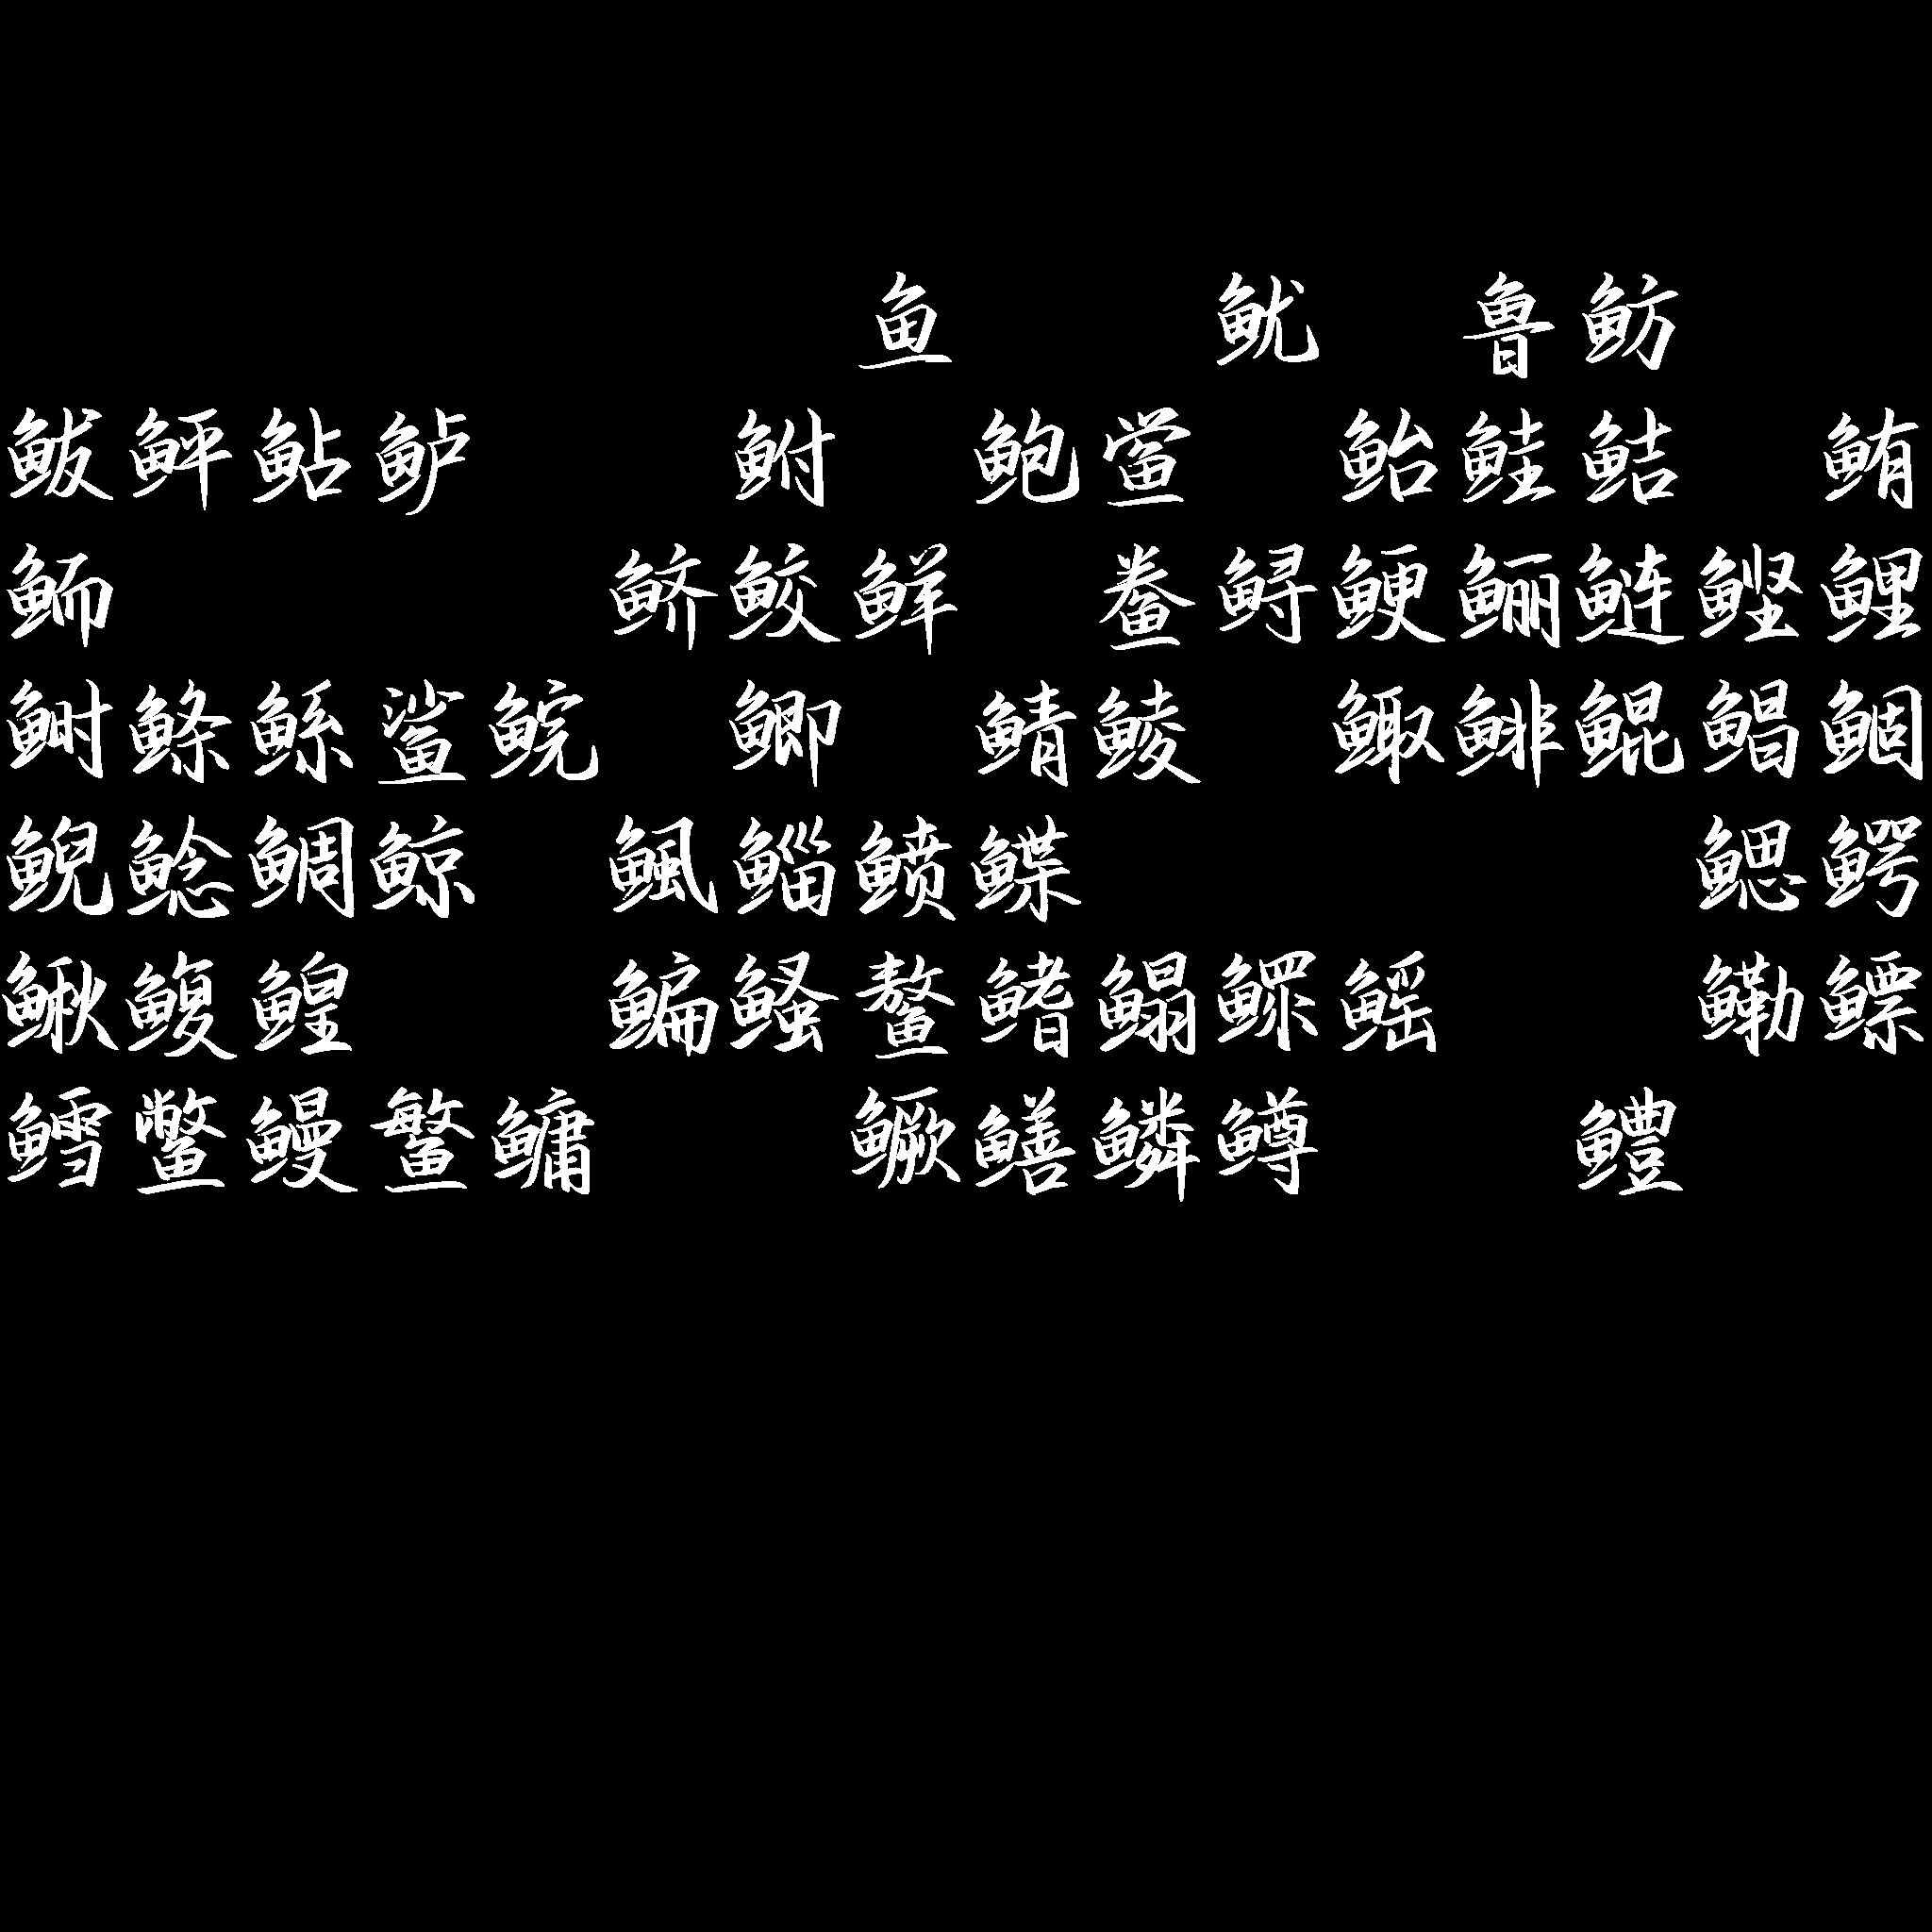 鱼 鱿 鲁 鲂
鲅 鲆 鲇 鲈 鲋 鲍 鲎 鲐 鲑 鲒 鲔
鲕 鲚 鲛 鲜 鲞 鲟 鲠 鲡 鲢 鲣 鲤
鲥 鲦 鲧 鲨 鲩 鲫 鲭 鲮 鲰 鲱 鲲 鲳 鲴
鲵 鲶 鲷 鲸 鲺 鲻 鲼 鲽 鳃 鳄
鳅 鳆 鳇 鳊 鳋 鳌 鳍 鳎 鳏 鳐 鳓 鳔
鳕 鳖 鳗 鳘 鳙 鳜 鳝 鳞 鳟 鳢